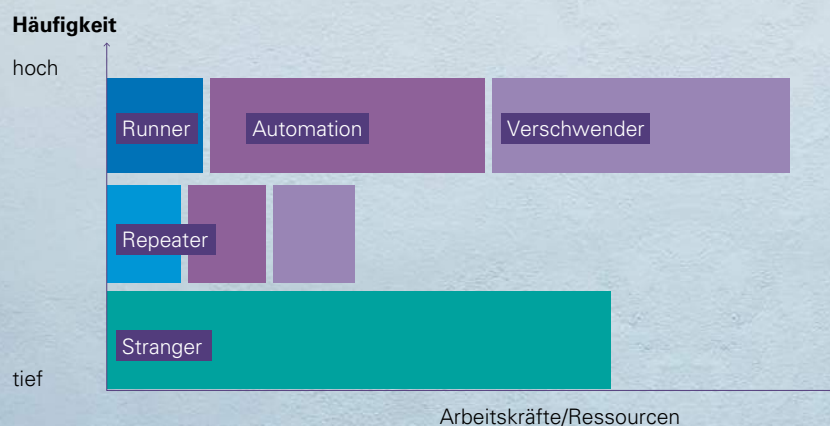 Häufigkeit
hoch
Runner
Automation
Verschwender
Repeater
Stranger
tief
Arbeitskräfte/Ressourcen